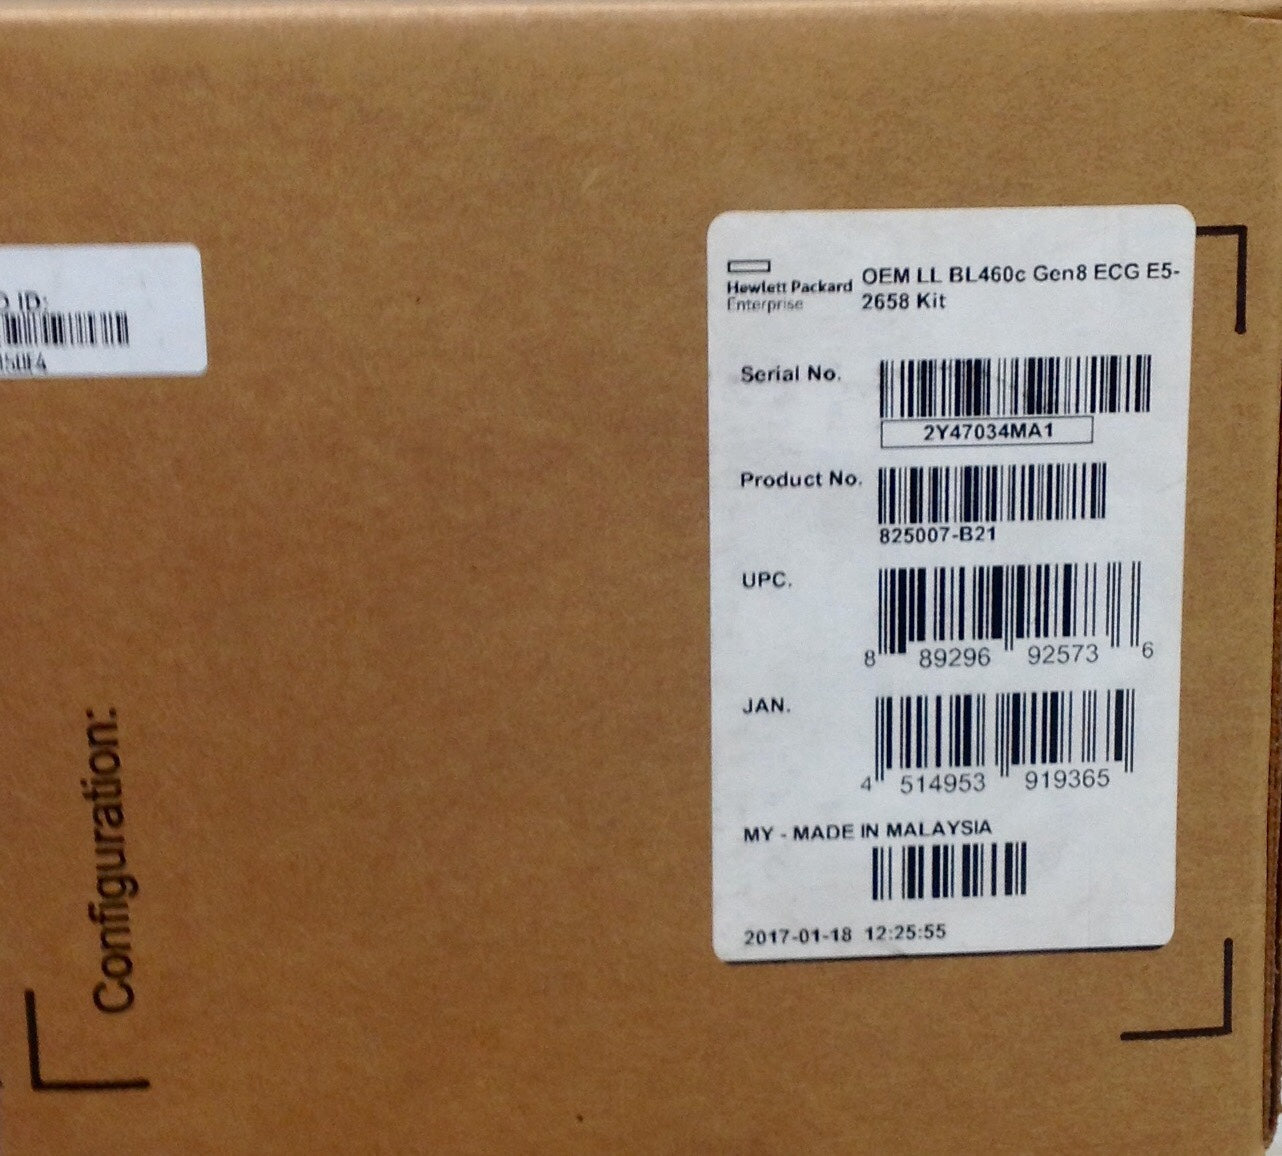 ID:
Hewlett Packard
Enterprise
OEM LL BL460c Gen8 ECG E5-
2658 Kit
Serial No.
2Y47034MA1
Product No.
825007-B21
UPC.
8 89296 92573 6
JAN.
4 514953 919365
MY - MADE IN MALAYSIA
2017-01-18 12:25:55
Configuration: